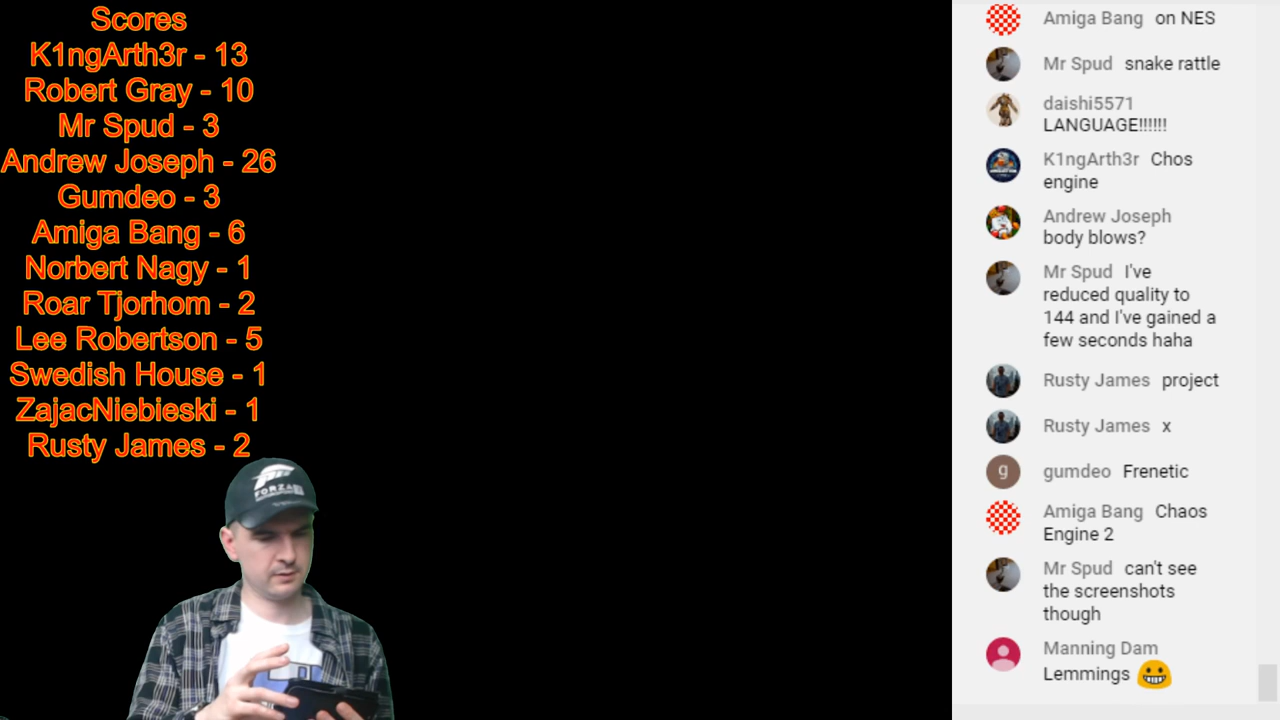 Scores
K1ngArth3r - 13
Robert Gray - 10
Mr Spud - 3
Andrew Joseph - 26
Gumdeo - 3
Amiga Bang - 6
Norbert Nagy - 1
Roar Tjorhom - 2
Lee Robertson - 5
Swedish House - 1
ZajacNiebieski - 1
Rusty James - 2
FORZA
Amiga Bang on NES
Mr Spud snake rattle
daishi5571
LANGUAGE!!!!!!
K1ngArth3r Chos
engine
Andrew Joseph
body blows?
Mr Spud I've
reduced quality to
144 and I've gained a
few seconds haha
Rusty James project
Rusty James x
g
gumdeo Frenetic
Amiga Bang Chaos
Engine 2
Mr Spud can't see
the screenshots
though
Manning Dam
Lemmings 😁